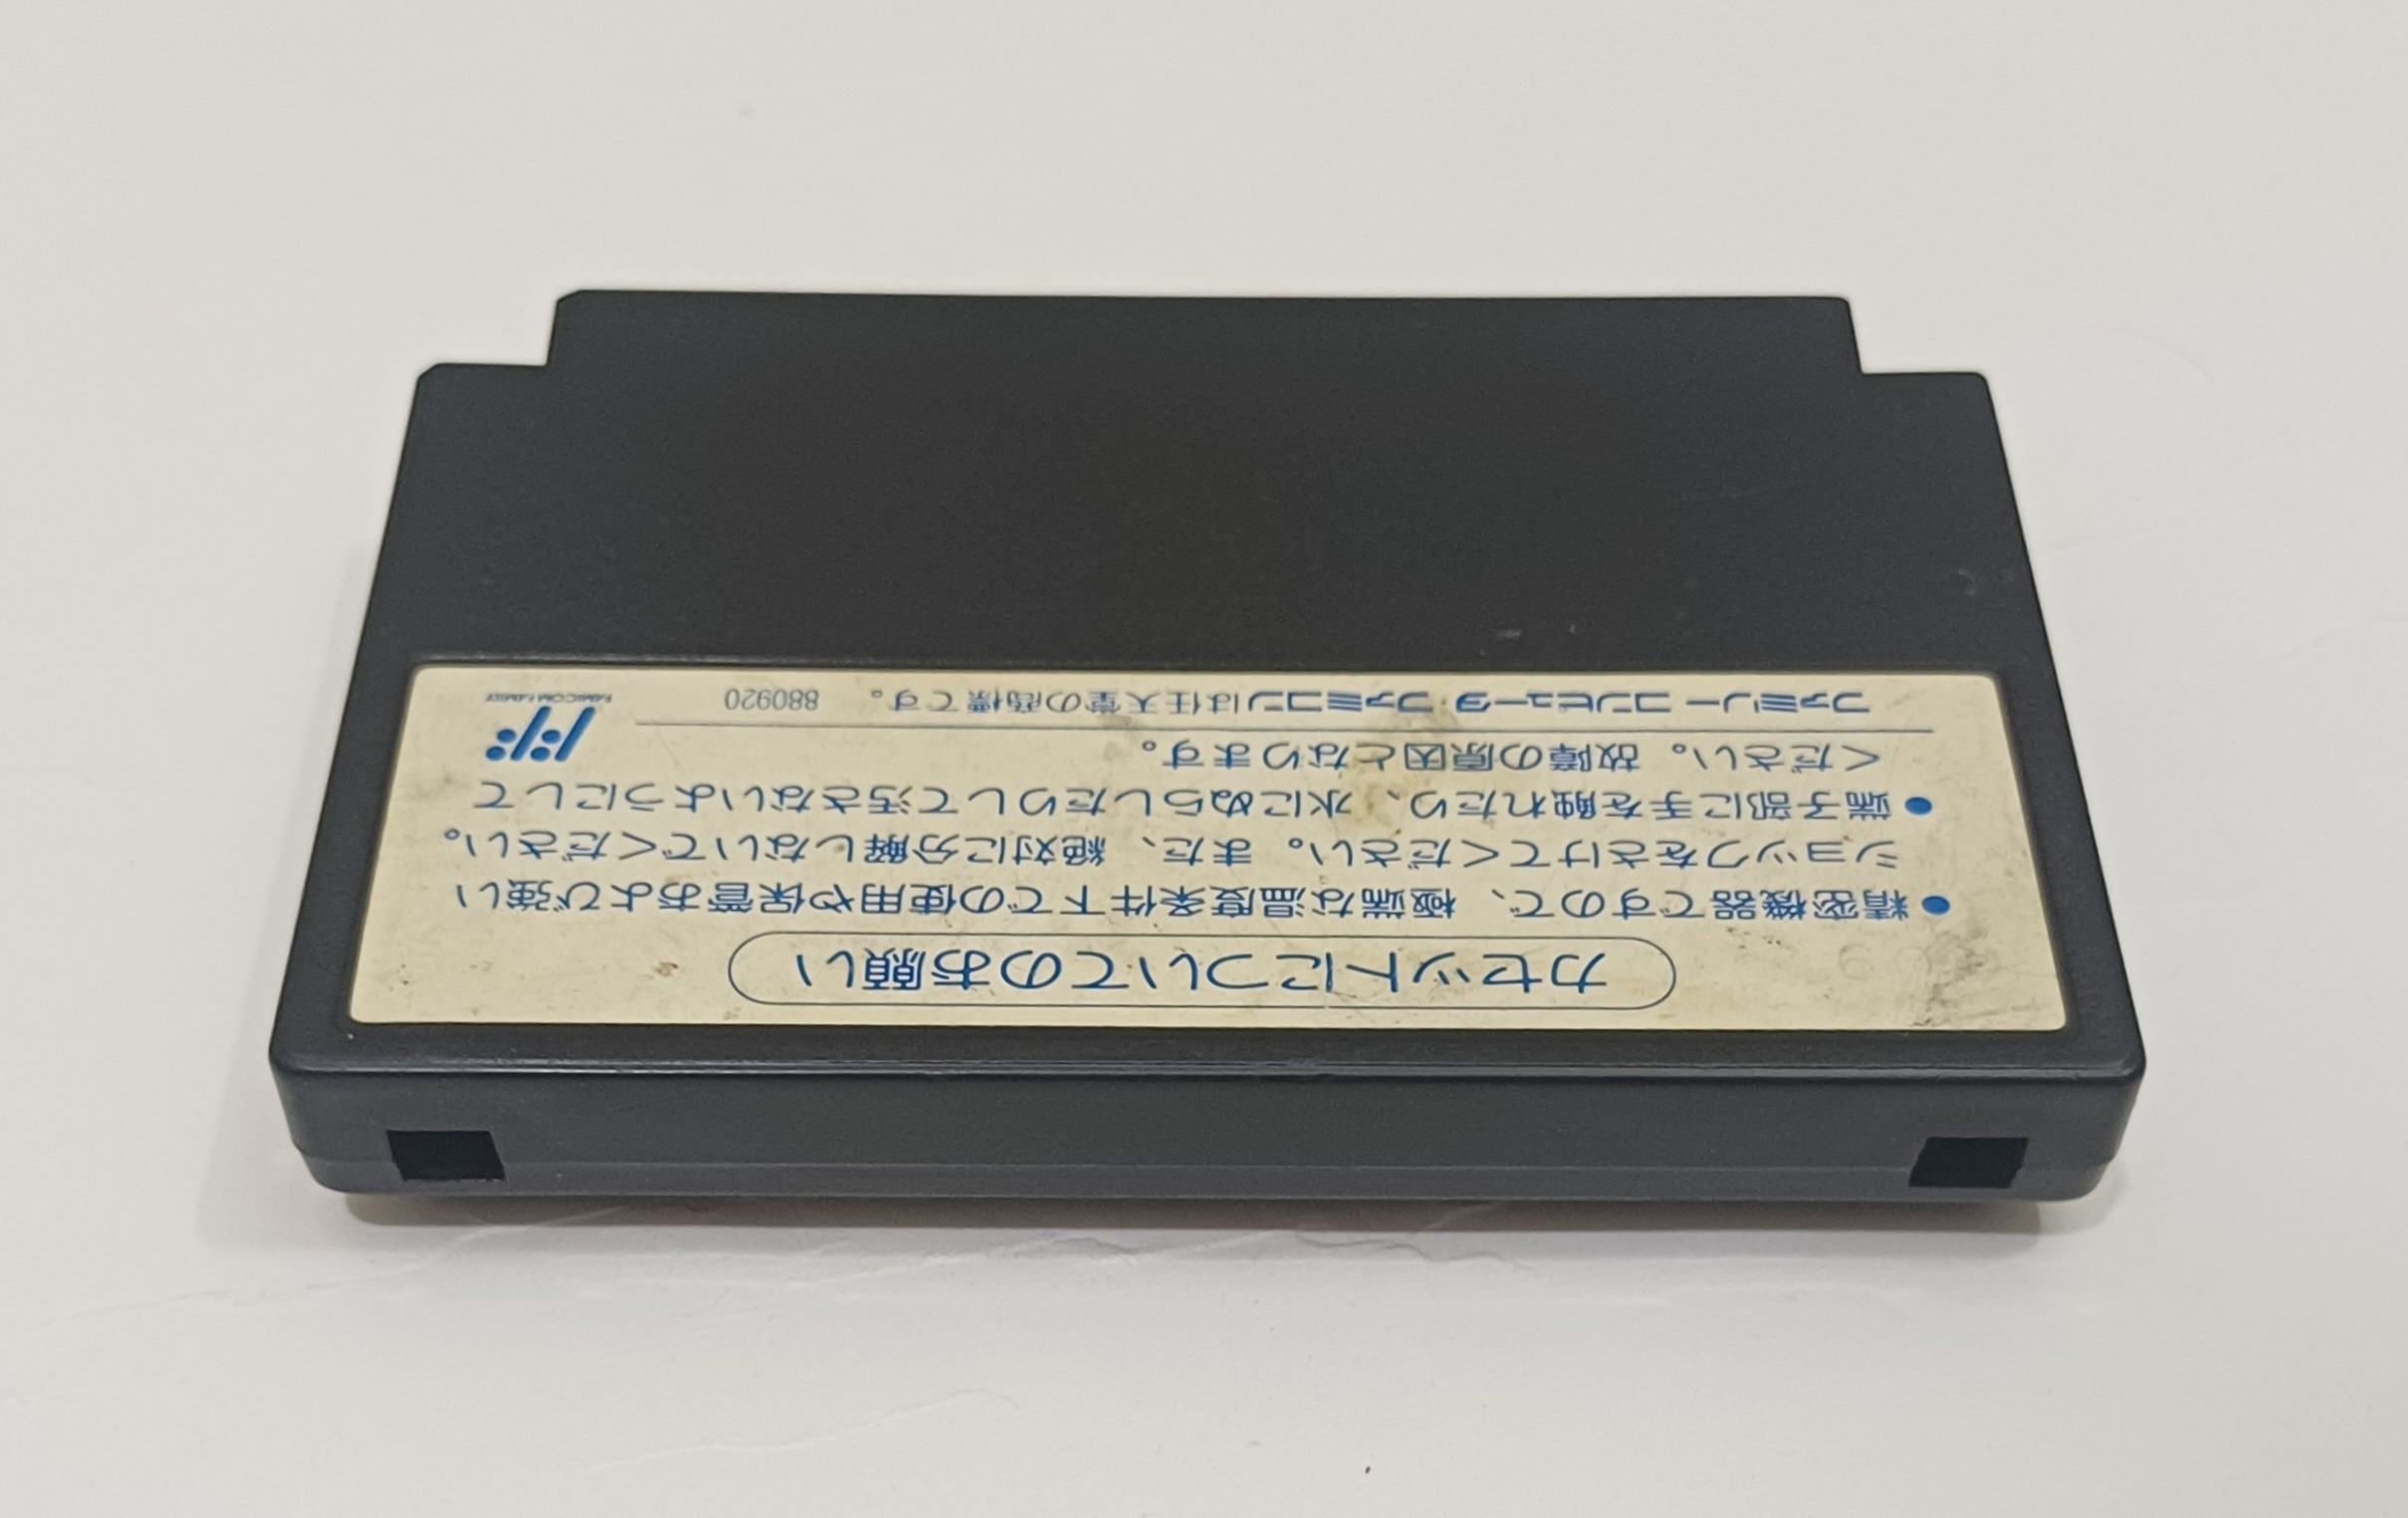 カセットについてのお願い
●精密機器ですので、極端な温度条件下での使用や保管および強い
ショックをさけてください。また、絶対に分解しないでください。
●端子部に手を触れたり、水にぬらしたりして汚さないようにして
ください。故障の原因となります。
ファミリーコンピュータ・ファミコンは任天堂の商標です。 880920
FAMICOM FAMILY